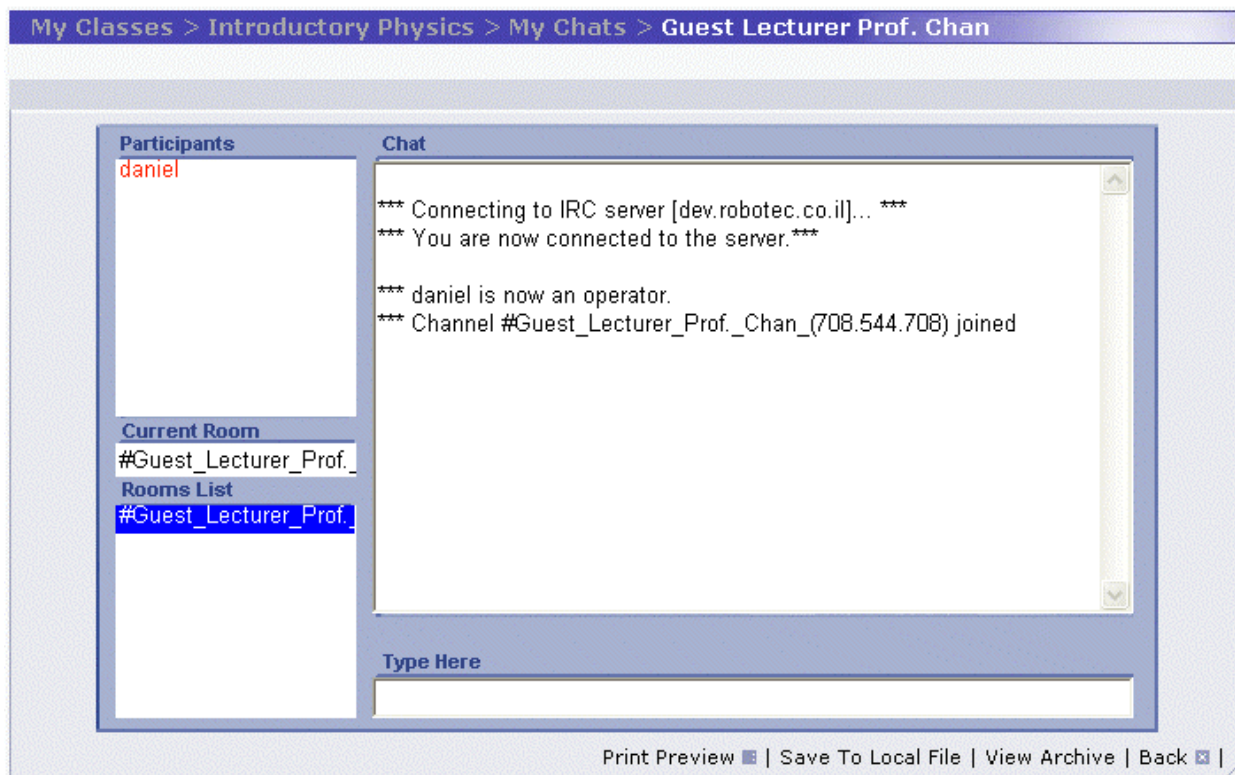 My Classes > Introductory Physics > My Chats > Guest Lecturer Prof. Chan
Participants
daniel
Current Room
#Guest_Lecturer_Prof._
Rooms List
#Guest_Lecturer_Prof._
Chat
*** Connecting to IRC server [dev.robotec.co.il]... ***
*** You are now connected to the server.***
*** daniel is now an operator.
*** Channel #Guest_Lecturer_Prof._Chan_(708.544.708) joined
Type Here
Print Preview | Save To Local File | View Archive | Back |